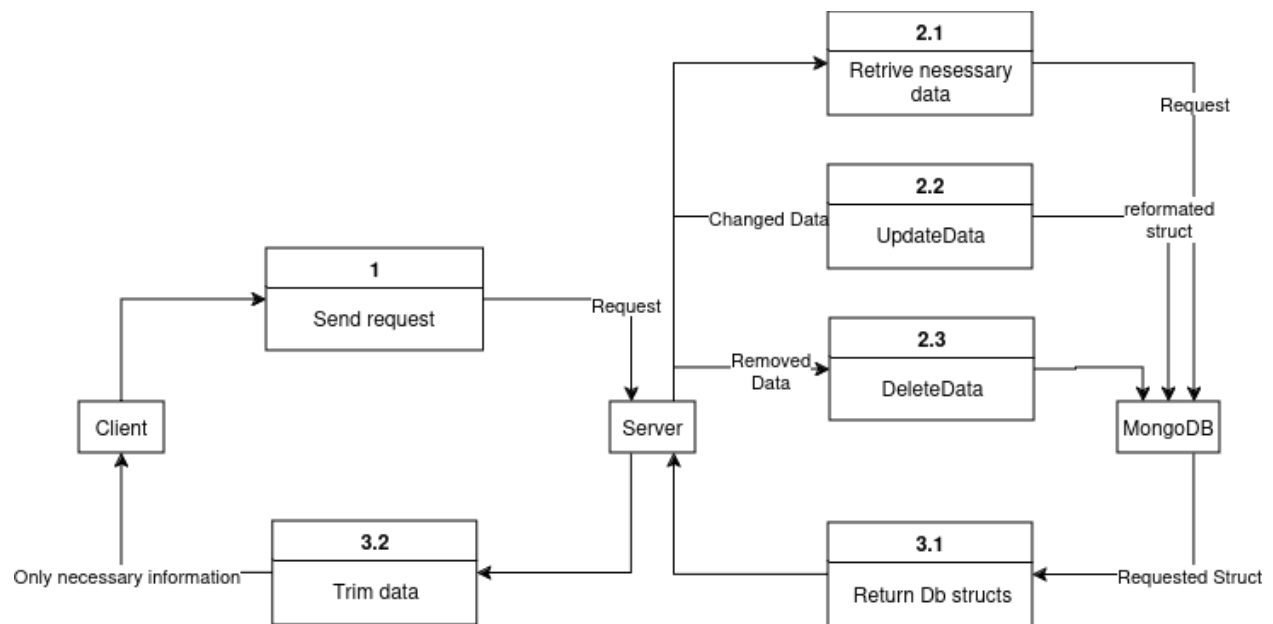 2.1
Retrive nesessary
data
Request
2.2
Changed Data
UpdateData
reformated
struct
1
Send request
Request
2.3
Removed
Data
DeleteData
Client
Server
MongoDB
3.2
Trim data
Only necessary information
3.1
Return Db structs
Requested Struct